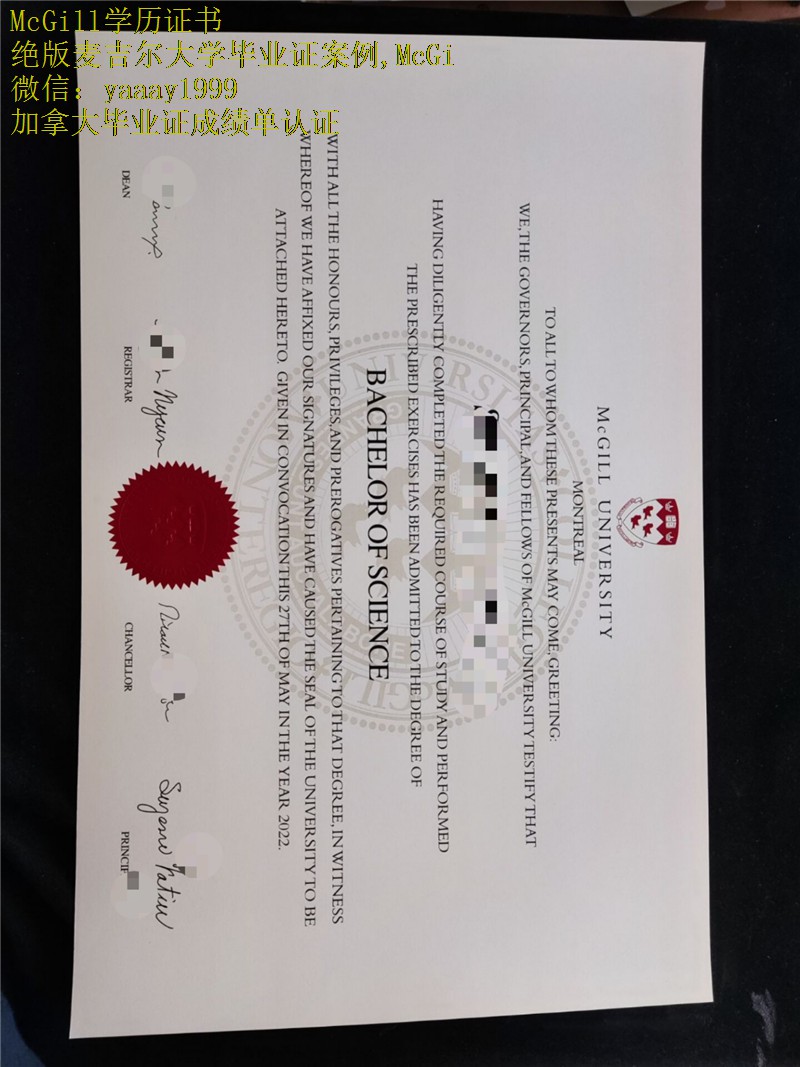 McGill学历证书
绝版麦吉尔大学毕业证案例,McGi
微信：yaaay1999
加拿大毕业证成绩单认证
McGILL UNIVERSITY
MONTREAL
TO ALL TO WHOM THESE PRESENTS MAY COME, GREETING:
WE, THE GOVERNORS, PRINCIPAL, AND FELLOWS OF McGILL UNIVERSITY TESTIFY THAT
HAVING DILIGENTLY COMPLETED THE REQUIRED COURSE OF STUDY AND PERFORMED
THE PRESCRIBED EXERCISES HAS BEEN ADMITTED TO THE DEGREE OF
BACHELOR OF SCIENCE
WITH ALL THE HONOURS, PRIVILEGES, AND PREROGATIVES PERTAINING TO THAT DEGREE, IN WITNESS
WHEREOF WE HAVE AFFIXED OUR SIGNATURES AND HAVE CAUSED THE SEAL OF THE UNIVERSITY TO BE
ATTACHED HERETO, GIVEN IN CONVOCATION THIS 27TH OF MAY IN THE YEAR 2022.
DEAN
REGISTRAR
CHANCELLOR